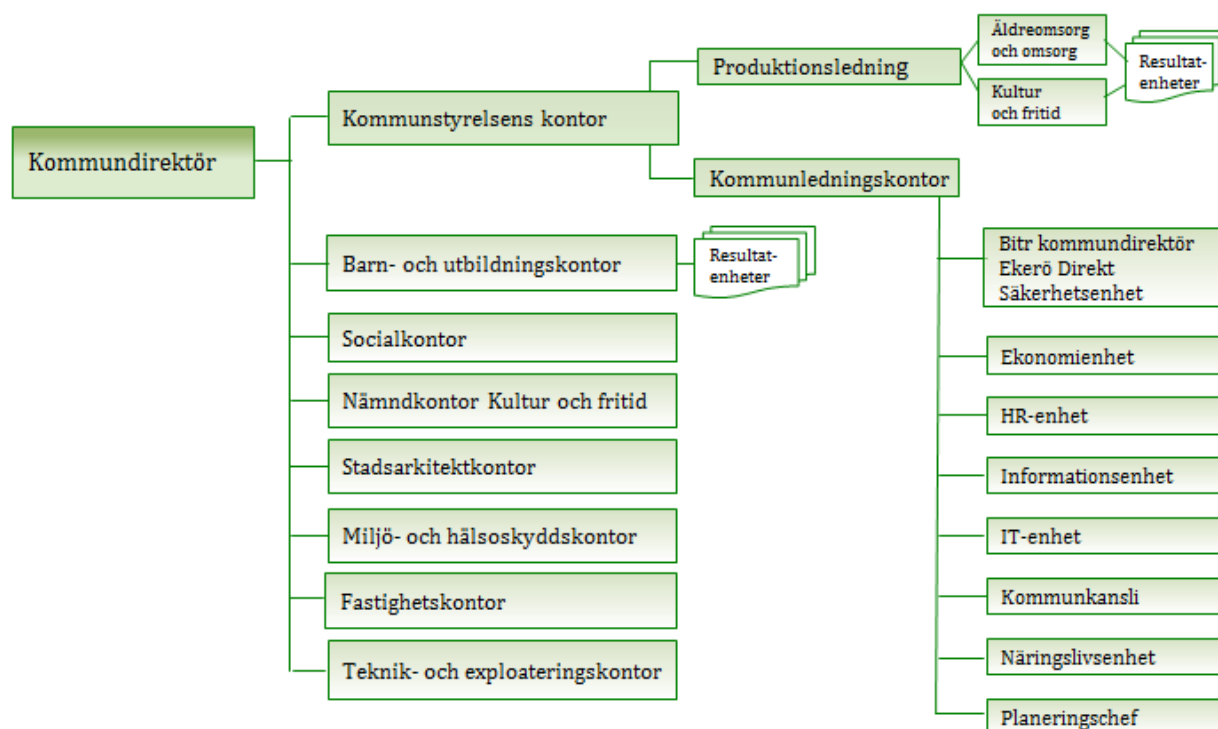 Kommundirektör
Kommunstyrelsens kontor
Produktionsledning
Äldreomsorg
och omsorg
Kultur
och fritid
Resultat-
enheter
Kommunledningskontor
Bitr kommundirektör
Ekerö Direkt
Säkerhetsenhet
Ekonomienhet
HR-enhet
Informationsenhet
IT-enhet
Kommunkansli
Näringslivsenhet
Planeringschef
Barn- och utbildningskontor
Resultat-
enheter
Socialkontor
Nämndkontor Kultur och fritid
Stadsarkitektkontor
Miljö- och hälsoskyddskontor
Fastighetskontor
Teknik- och exploateringskontor